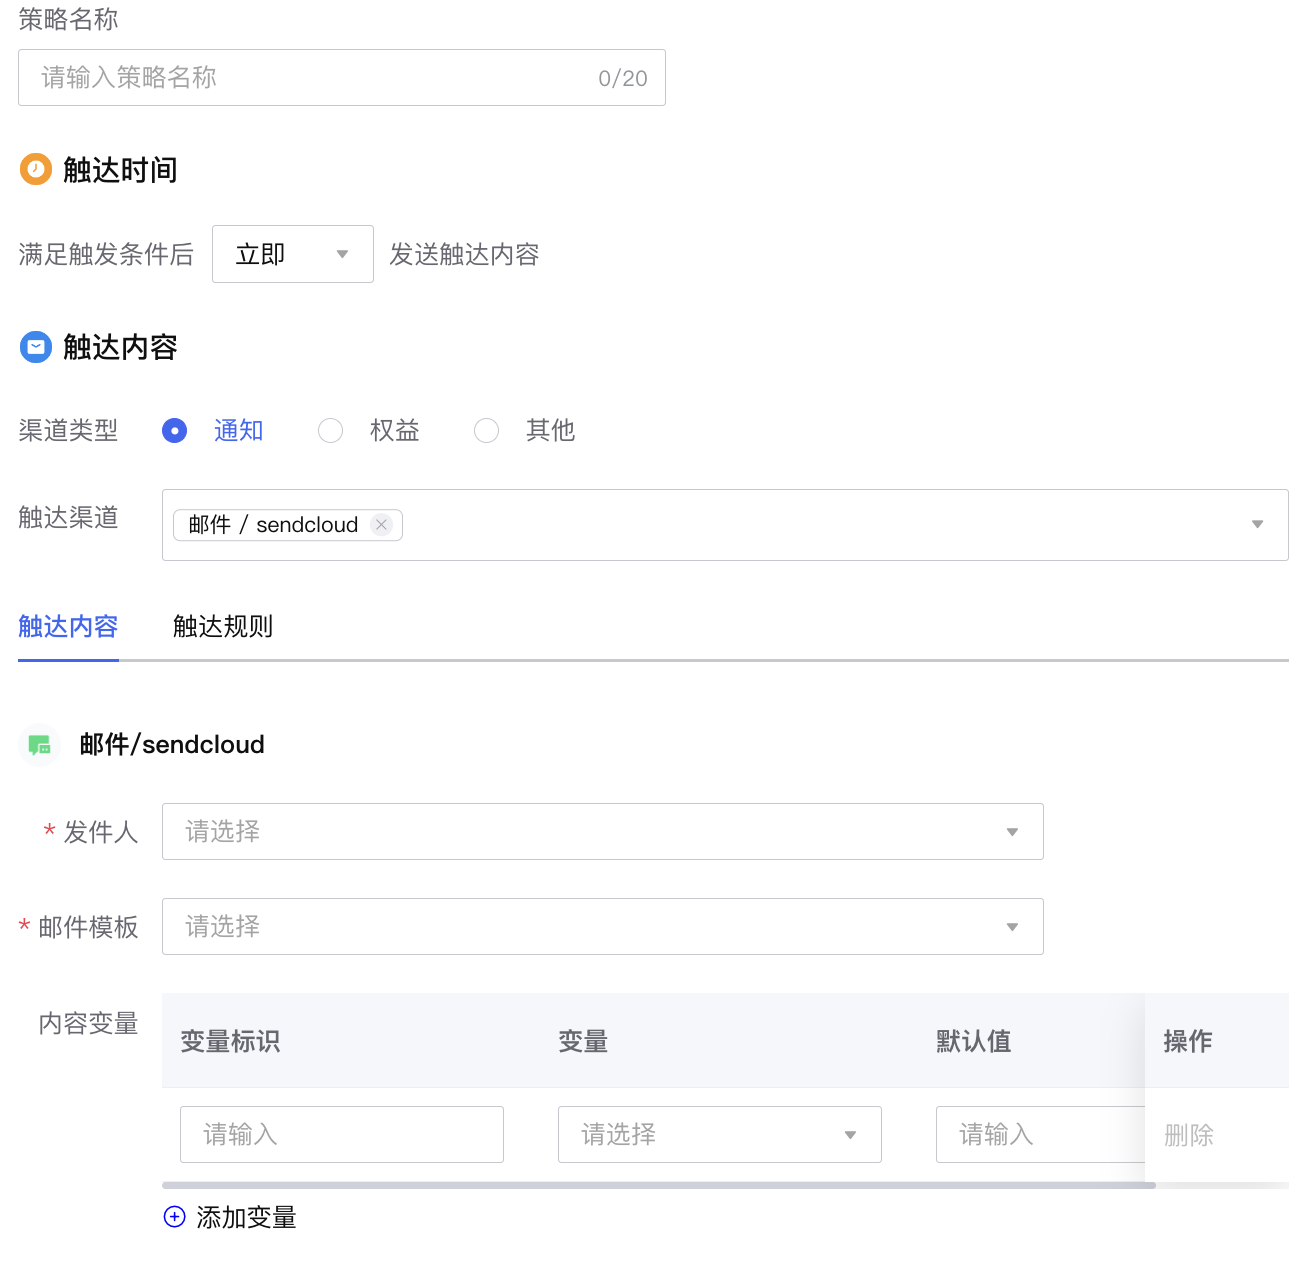 策略名称
请输入策略名称 0/20
触达时间
满足触发条件后 立即 发送触达内容
触达内容
渠道类型 通知 权益 其他
触达渠道 邮件 / sendcloud
触达内容 触达规则
邮件/sendcloud
* 发件人 请选择
* 邮件模板 请选择
内容变量 变量标识 变量 默认值 操作
请输入 请选择 请输入 删除
添加变量